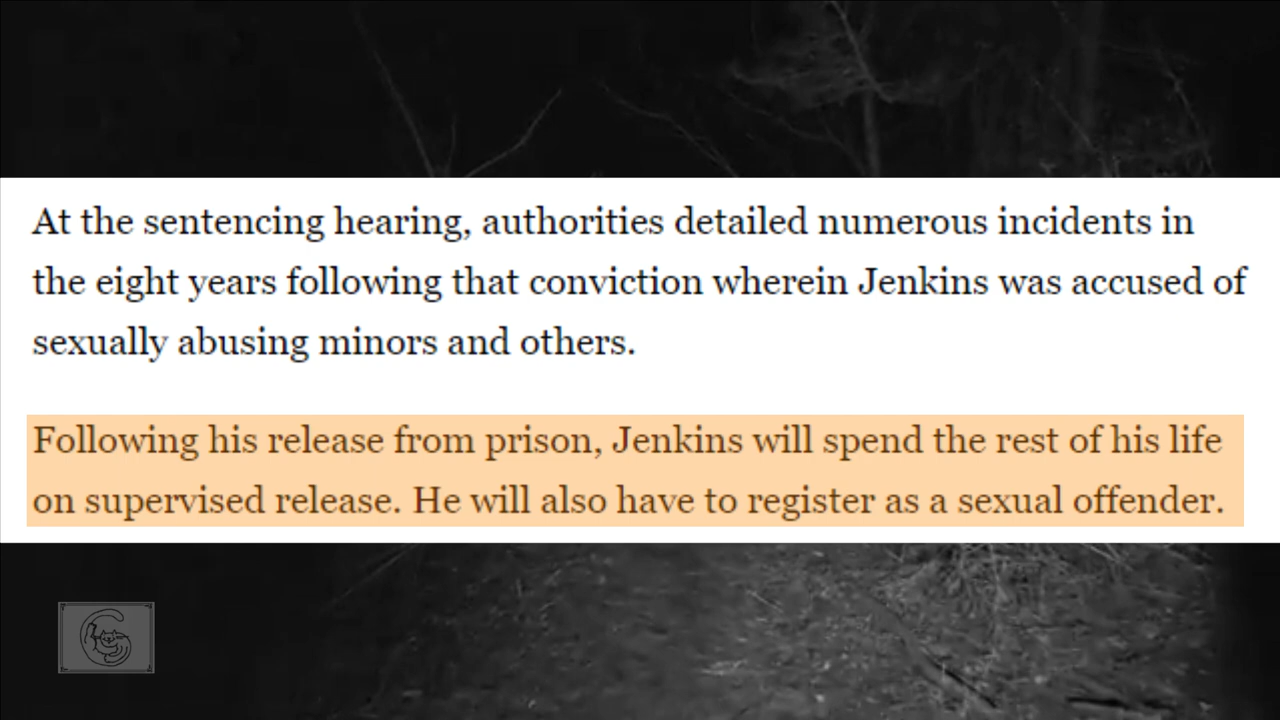 At the sentencing hearing, authorities detailed numerous incidents in
the eight years following that conviction wherein Jenkins was accused of
sexually abusing minors and others.
Following his release from prison, Jenkins will spend the rest of his life
on supervised release. He will also have to register as a sexual offender.